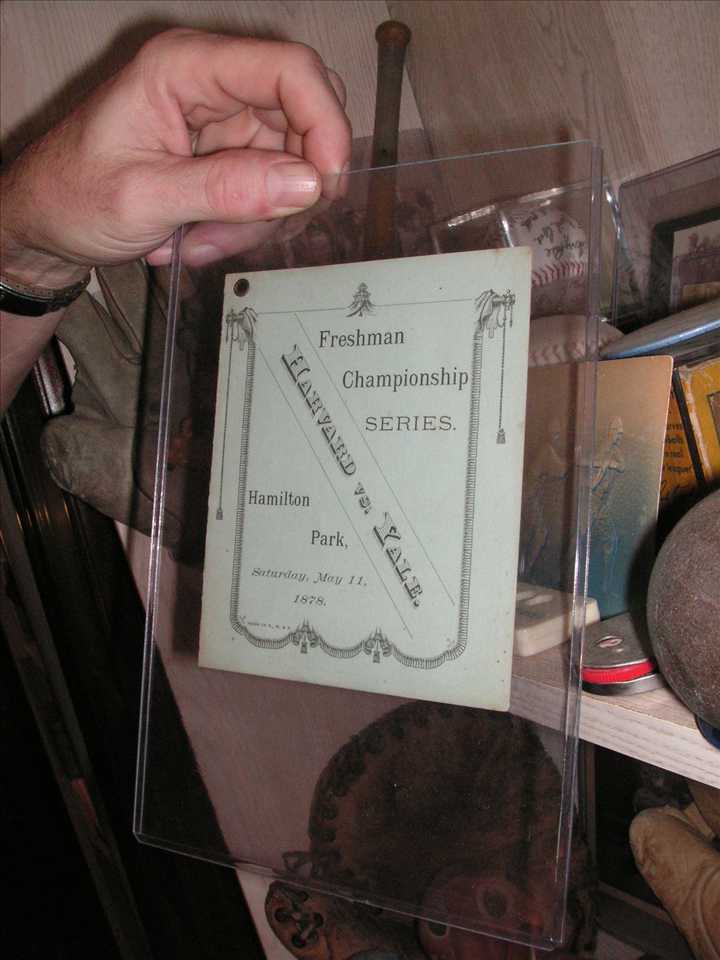 Freshman
Championship
SERIES.
HARVARD vs. YALE.
Hamilton
Park,
Saturday, May 11,
1878.